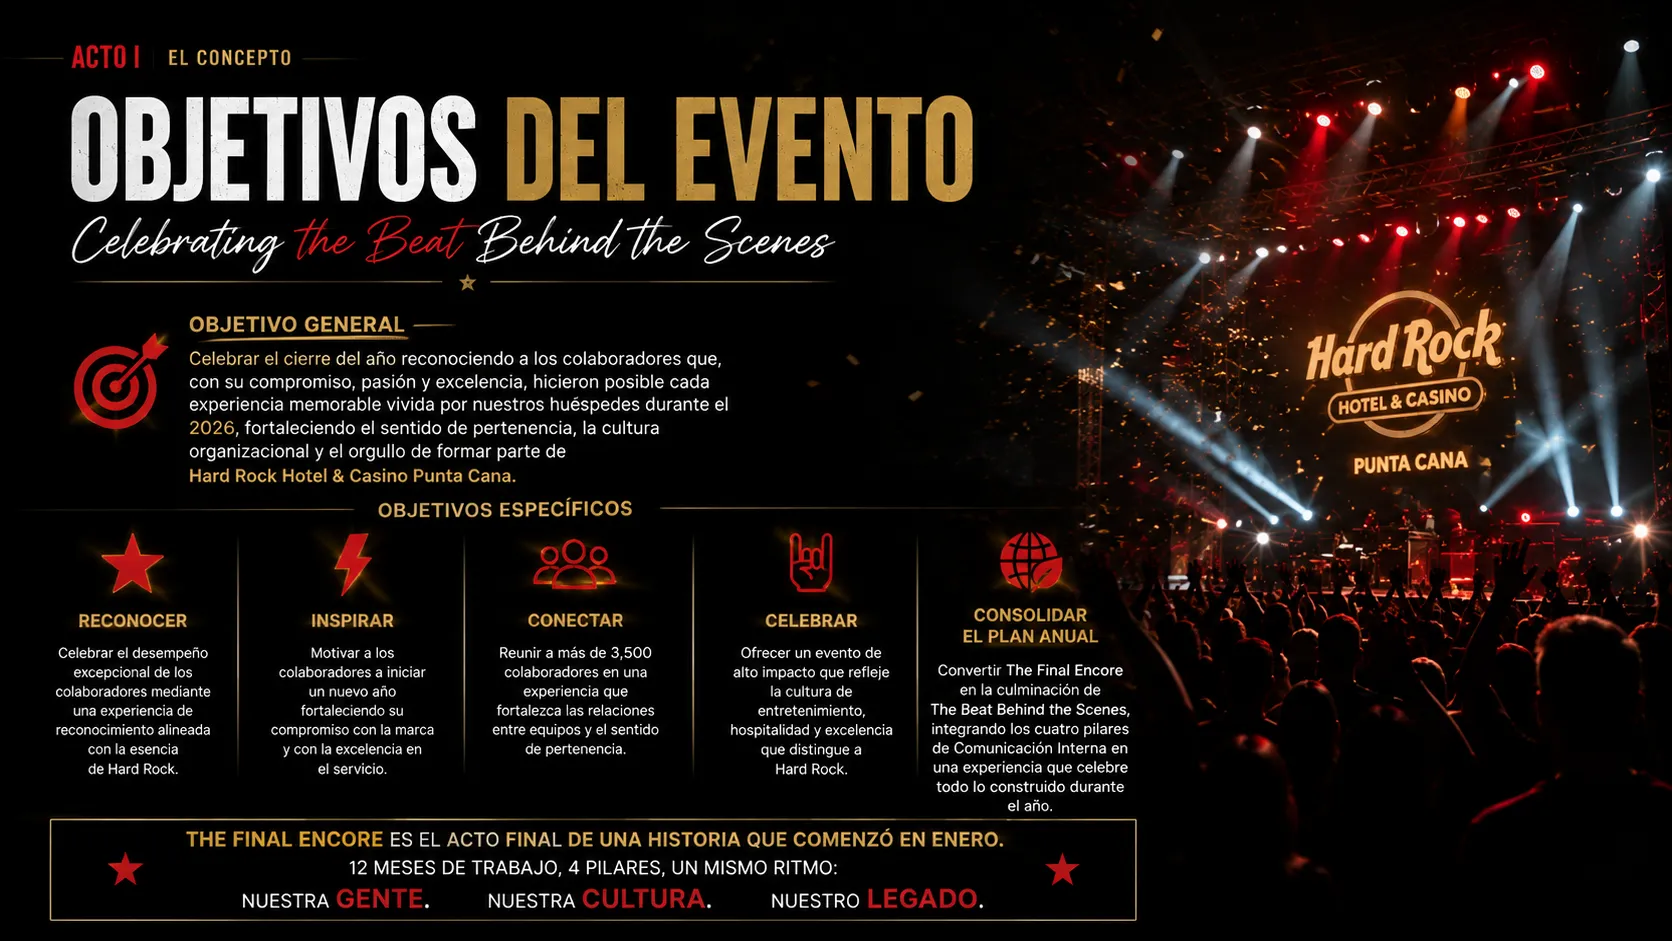 ACTO I EL CONCEPTO
OBJETIVOS DEL EVENTO
Celebrating the Beat Behind the Scenes
OBJETIVO GENERAL
Celebrar el cierre del año reconociendo a los colaboradores que,
con su compromiso, pasión y excelencia, hicieron posible cada
experiencia memorable vivida por nuestros huéspedes durante el
2026, fortaleciendo el sentido de pertenencia, la cultura
organizacional y el orgullo de formar parte de
Hard Rock Hotel & Casino Punta Cana.
OBJETIVOS ESPECÍFICOS
RECONOCER
Celebrar el desempeño
excepcional de los
colaboradores mediante
una experiencia de
reconocimiento alineada
con la esencia
de Hard Rock.
INSPIRAR
Motivar a los
colaboradores a iniciar
un nuevo año
fortaleciendo su
compromiso con la marca
y con la excelencia en
el servicio.
CONECTAR
Reunir a más de 3,500
colaboradores en una
experiencia que
fortalezca las relaciones
entre equipos y el sentido
de pertenencia.
CELEBRAR
Ofrecer un evento de
alto impacto que refleje
la cultura de
entretenimiento,
hospitalidad y excelencia
que distingue a
Hard Rock.
CONSOLIDAR
EL PLAN ANUAL
Convertir The Final Encore
en la culminación de
The Beat Behind the Scenes,
integrando los cuatro pilares
de Comunicación Interna en
una experiencia que celebre
todo lo construido durante
el año.
THE FINAL ENCORE ES EL ACTO FINAL DE UNA HISTORIA QUE COMENZÓ EN ENERO.
12 MESES DE TRABAJO, 4 PILARES, UN MISMO RITMO:
NUESTRA GENTE. NUESTRA CULTURA. NUESTRO LEGADO.
Hard Rock
HOTEL & CASINO
PUNTA CANA